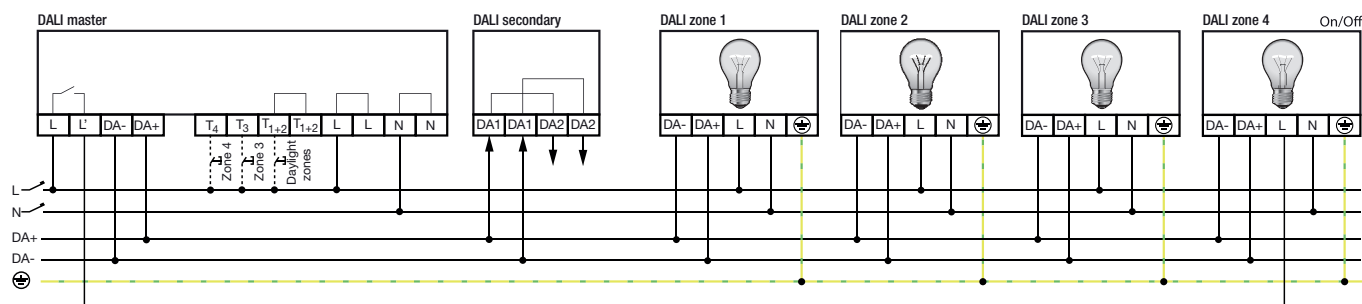 DALI master
DALI secondary
DALI zone 1
DALI zone 2
DALI zone 3
DALI zone 4
On/Off
L L' DA- DA+ T4 T3 T1+2 T1+2 L L N N
DA1 DA1 DA2 DA2
DA- DA+ L N
DA- DA+ L N
DA- DA+ L N
DA- DA+ L N
Zone 4
Zone 3
Daylight
zones
L
N
DA+
DA-